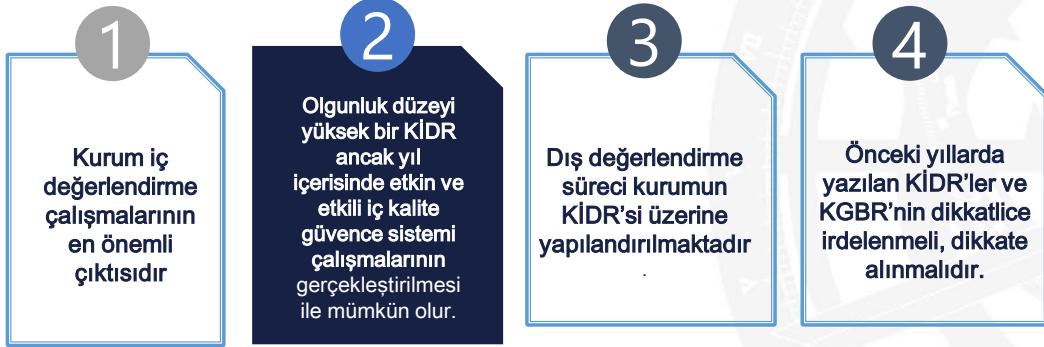 1
Kurum iç
değerlendirme
çalışmalarının
en önemli
çıktısıdır
2
Olgunluk düzeyi
yüksek bir KİDR
ancak yıl
içerisinde etkin ve
etkili iç kalite
güvence sistemi
çalışmalarının
gerçekleştirilmesi
ile mümkün olur.
3
Dış değerlendirme
süreci kurumun
KİDR'si üzerine
yapılandırılmaktadır
.
4
Önceki yıllarda
yazılan KİDR'ler ve
KGBR'nin dikkatlice
irdelenmeli, dikkate
alınmalıdır.